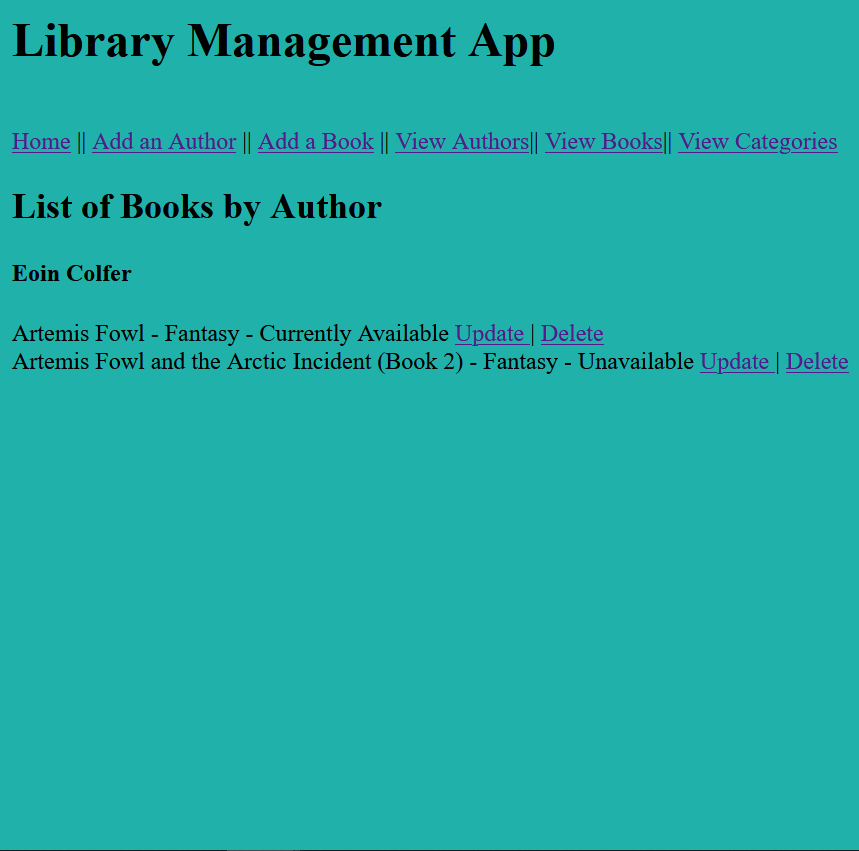 Library Management App
Home || Add an Author || Add a Book || View Authors|| View Books|| View Categories
List of Books by Author
Eoin Colfer
Artemis Fowl - Fantasy - Currently Available Update | Delete
Artemis Fowl and the Arctic Incident (Book 2) - Fantasy - Unavailable Update | Delete